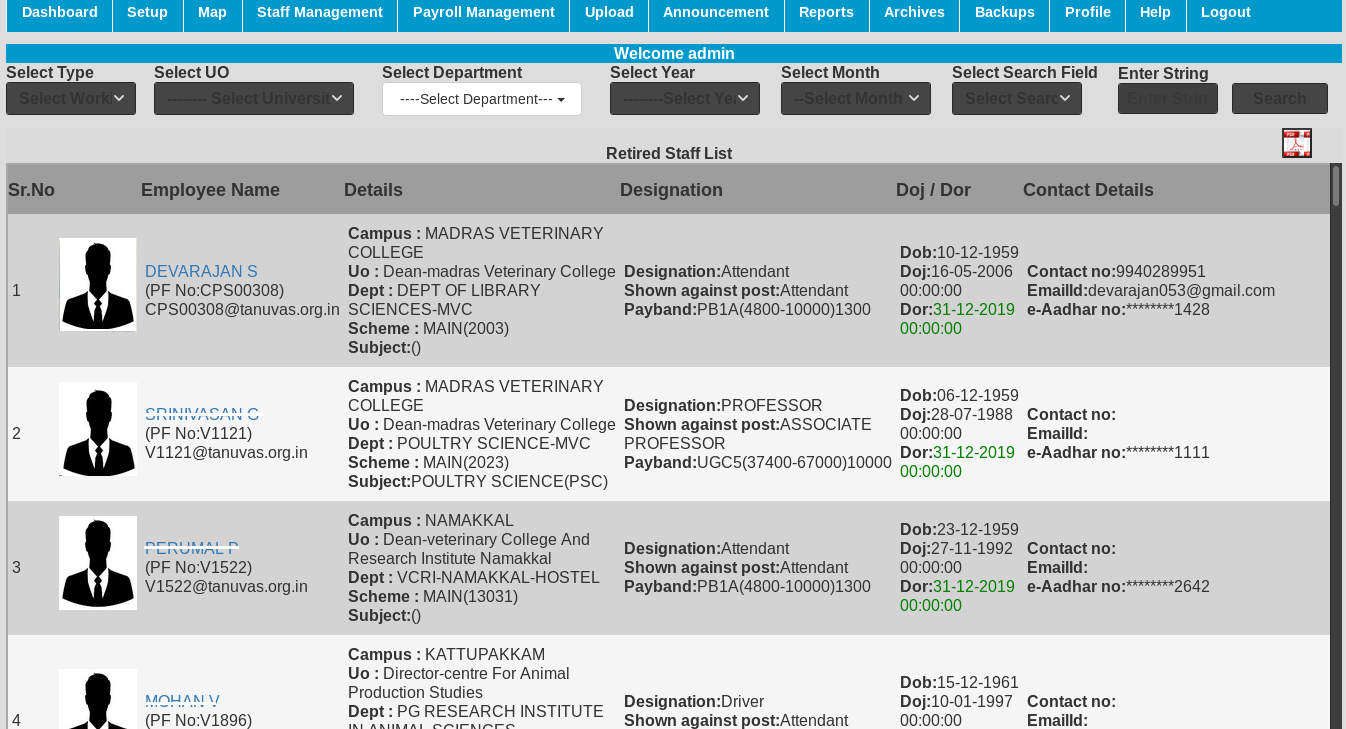 Dashboard Setup Map Staff Management Payroll Management Upload Announcement Reports Archives Backups Profile Help Logout
Welcome admin
Select Type Select UO Select Department Select Year Select Month Select Search Field Enter String
Select Worki -------- Select Universit ----Select Department--- --------Select Yea --Select Month Select Searc Enter Strin Search
Retired Staff List
Sr.No Employee Name Details Designation Doj / Dor Contact Details
1
DEVARAJAN S
(PF No:CPS00308)
CPS00308@tanuvas.org.in
Campus : MADRAS VETERINARY
COLLEGE
Uo : Dean-madras Veterinary College
Dept : DEPT OF LIBRARY
SCIENCES-MVC
Scheme : MAIN(2003)
Subject:()
Designation:Attendant
Shown against post:Attendant
Payband:PB1A(4800-10000)1300
Dob:10-12-1959
Doj:16-05-2006
00:00:00
Dor:31-12-2019
00:00:00
Contact no:9940289951
EmailId:devarajan053@gmail.com
e-Aadhar no:********1428
2
SRINIVASAN G
(PF No:V1121)
V1121@tanuvas.org.in
Campus : MADRAS VETERINARY
COLLEGE
Uo : Dean-madras Veterinary College
Dept : POULTRY SCIENCE-MVC
Scheme : MAIN(2023)
Subject:POULTRY SCIENCE(PSC)
Designation:PROFESSOR
Shown against post:ASSOCIATE
PROFESSOR
Payband:UGC5(37400-67000)10000
Dob:06-12-1959
Doj:28-07-1988
00:00:00
Dor:31-12-2019
00:00:00
Contact no:
EmailId:
e-Aadhar no:********1111
3
PERUMAL P
(PF No:V1522)
V1522@tanuvas.org.in
Campus : NAMAKKAL
Uo : Dean-veterinary College And
Research Institute Namakkal
Dept : VCRI-NAMAKKAL-HOSTEL
Scheme : MAIN(13031)
Subject:()
Designation:Attendant
Shown against post:Attendant
Payband:PB1A(4800-10000)1300
Dob:23-12-1959
Doj:27-11-1992
00:00:00
Dor:31-12-2019
00:00:00
Contact no:
EmailId:
e-Aadhar no:********2642
4
MOHAN V
(PF No:V1896)
Campus : KATTUPAKKAM
Uo : Director-centre For Animal
Production Studies
Dept : PG RESEARCH INSTITUTE
IN ANIMAL SCIENCES
Designation:Driver
Shown against post:Attendant
Dob:15-12-1961
Doj:10-01-1997
00:00:00
Contact no:
EmailId: